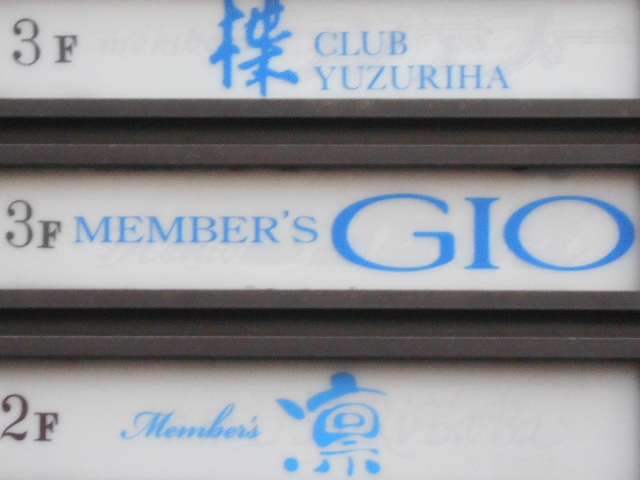 3F 楪 CLUB
YUZURIHA
3F MEMBER'S GIO
2F Member's 凛